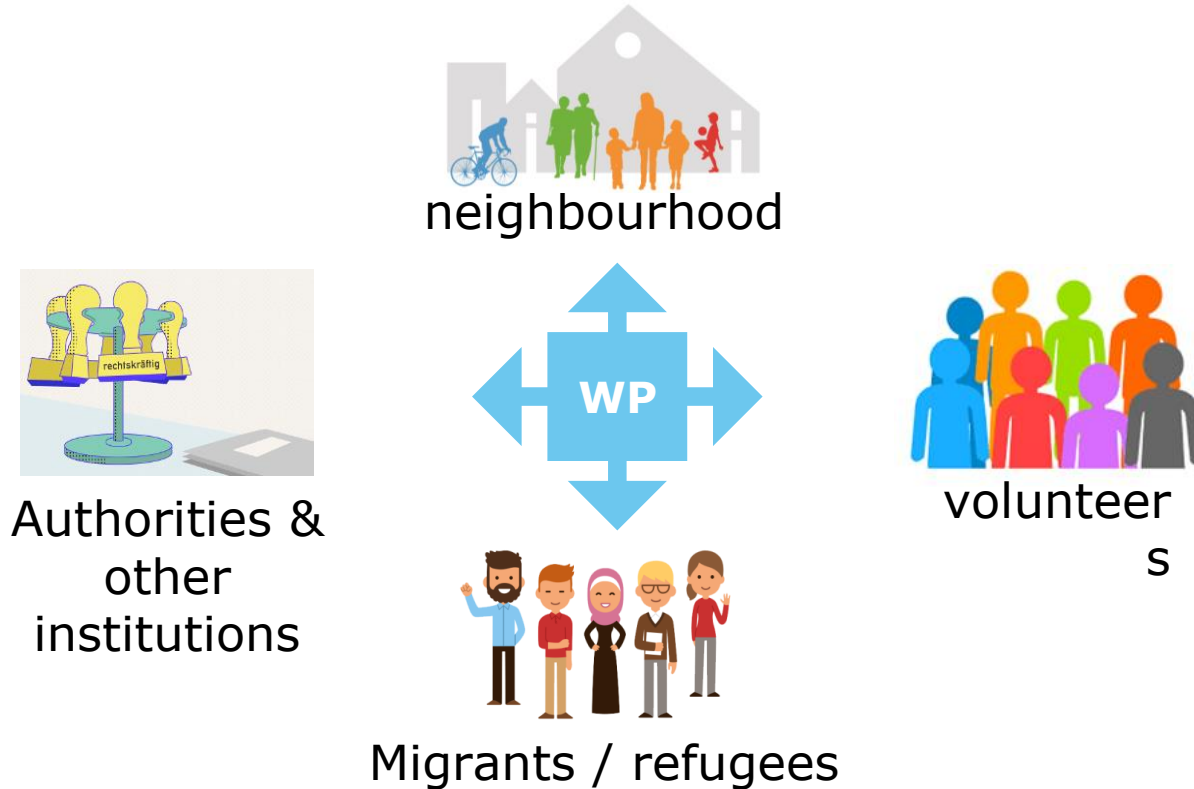 neighbourhood
rechtskräftig
WP
Authorities &
other
institutions
volunteer
s
Migrants / refugees